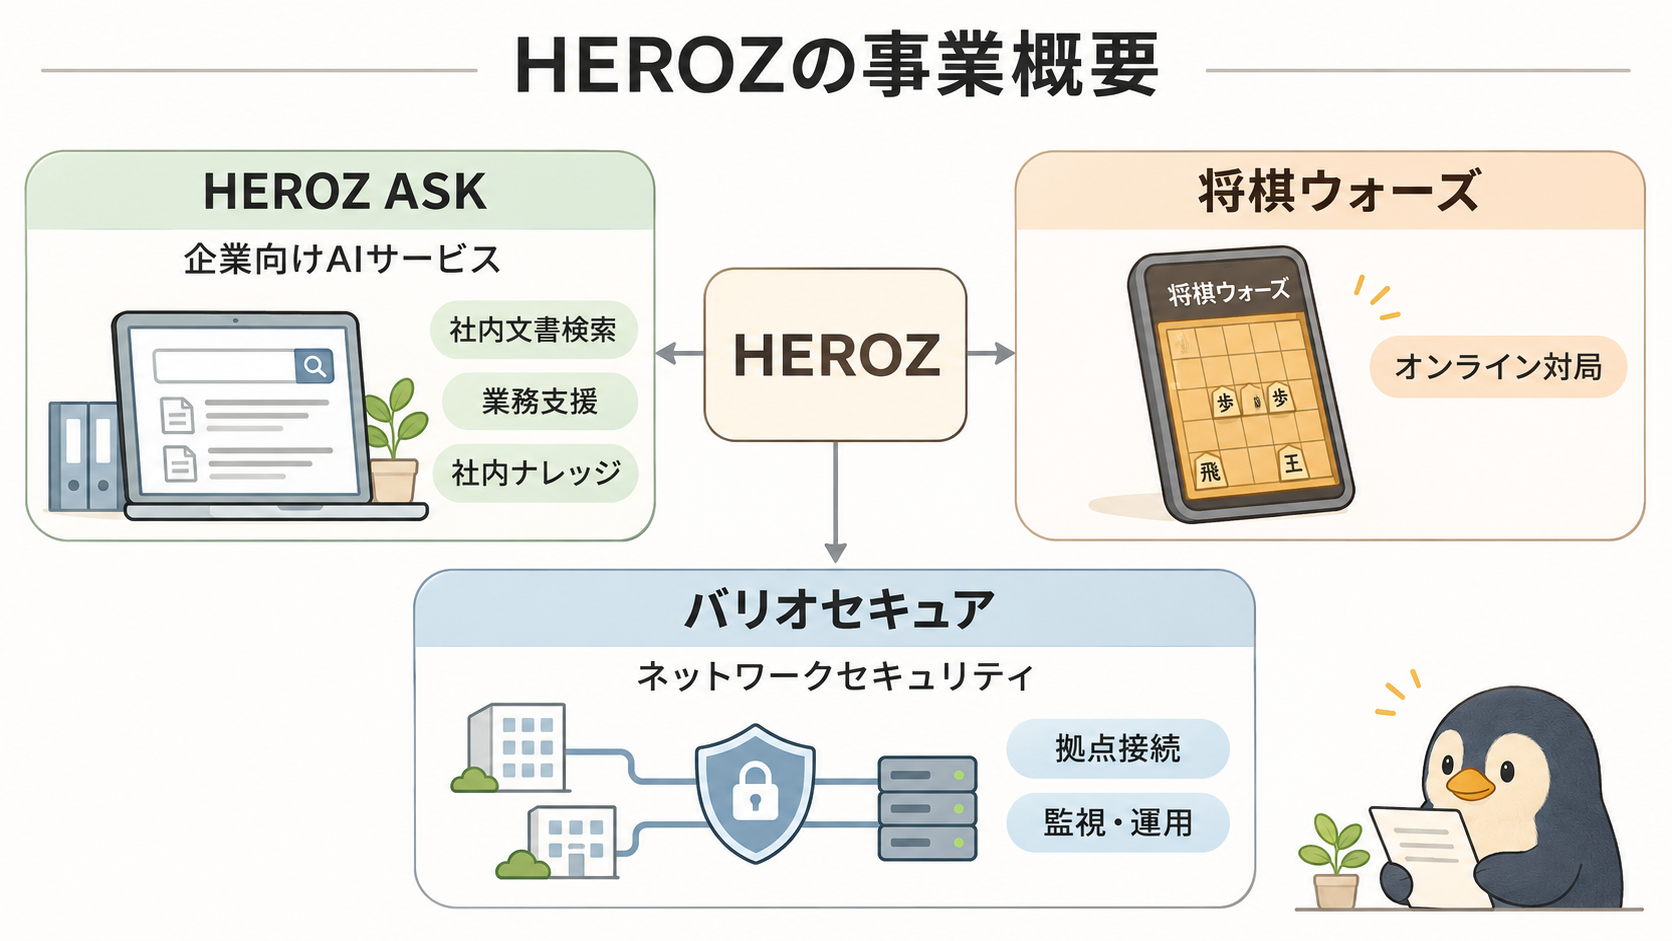 HEROZの事業概要
HEROZ ASK
企業向けAIサービス
社内文書検索
業務支援
社内ナレッジ
HEROZ
将棋ウォーズ
将棋ウォーズ
歩
歩
飛
王
オンライン対局
バリオセキュア
ネットワークセキュリティ
拠点接続
監視・運用